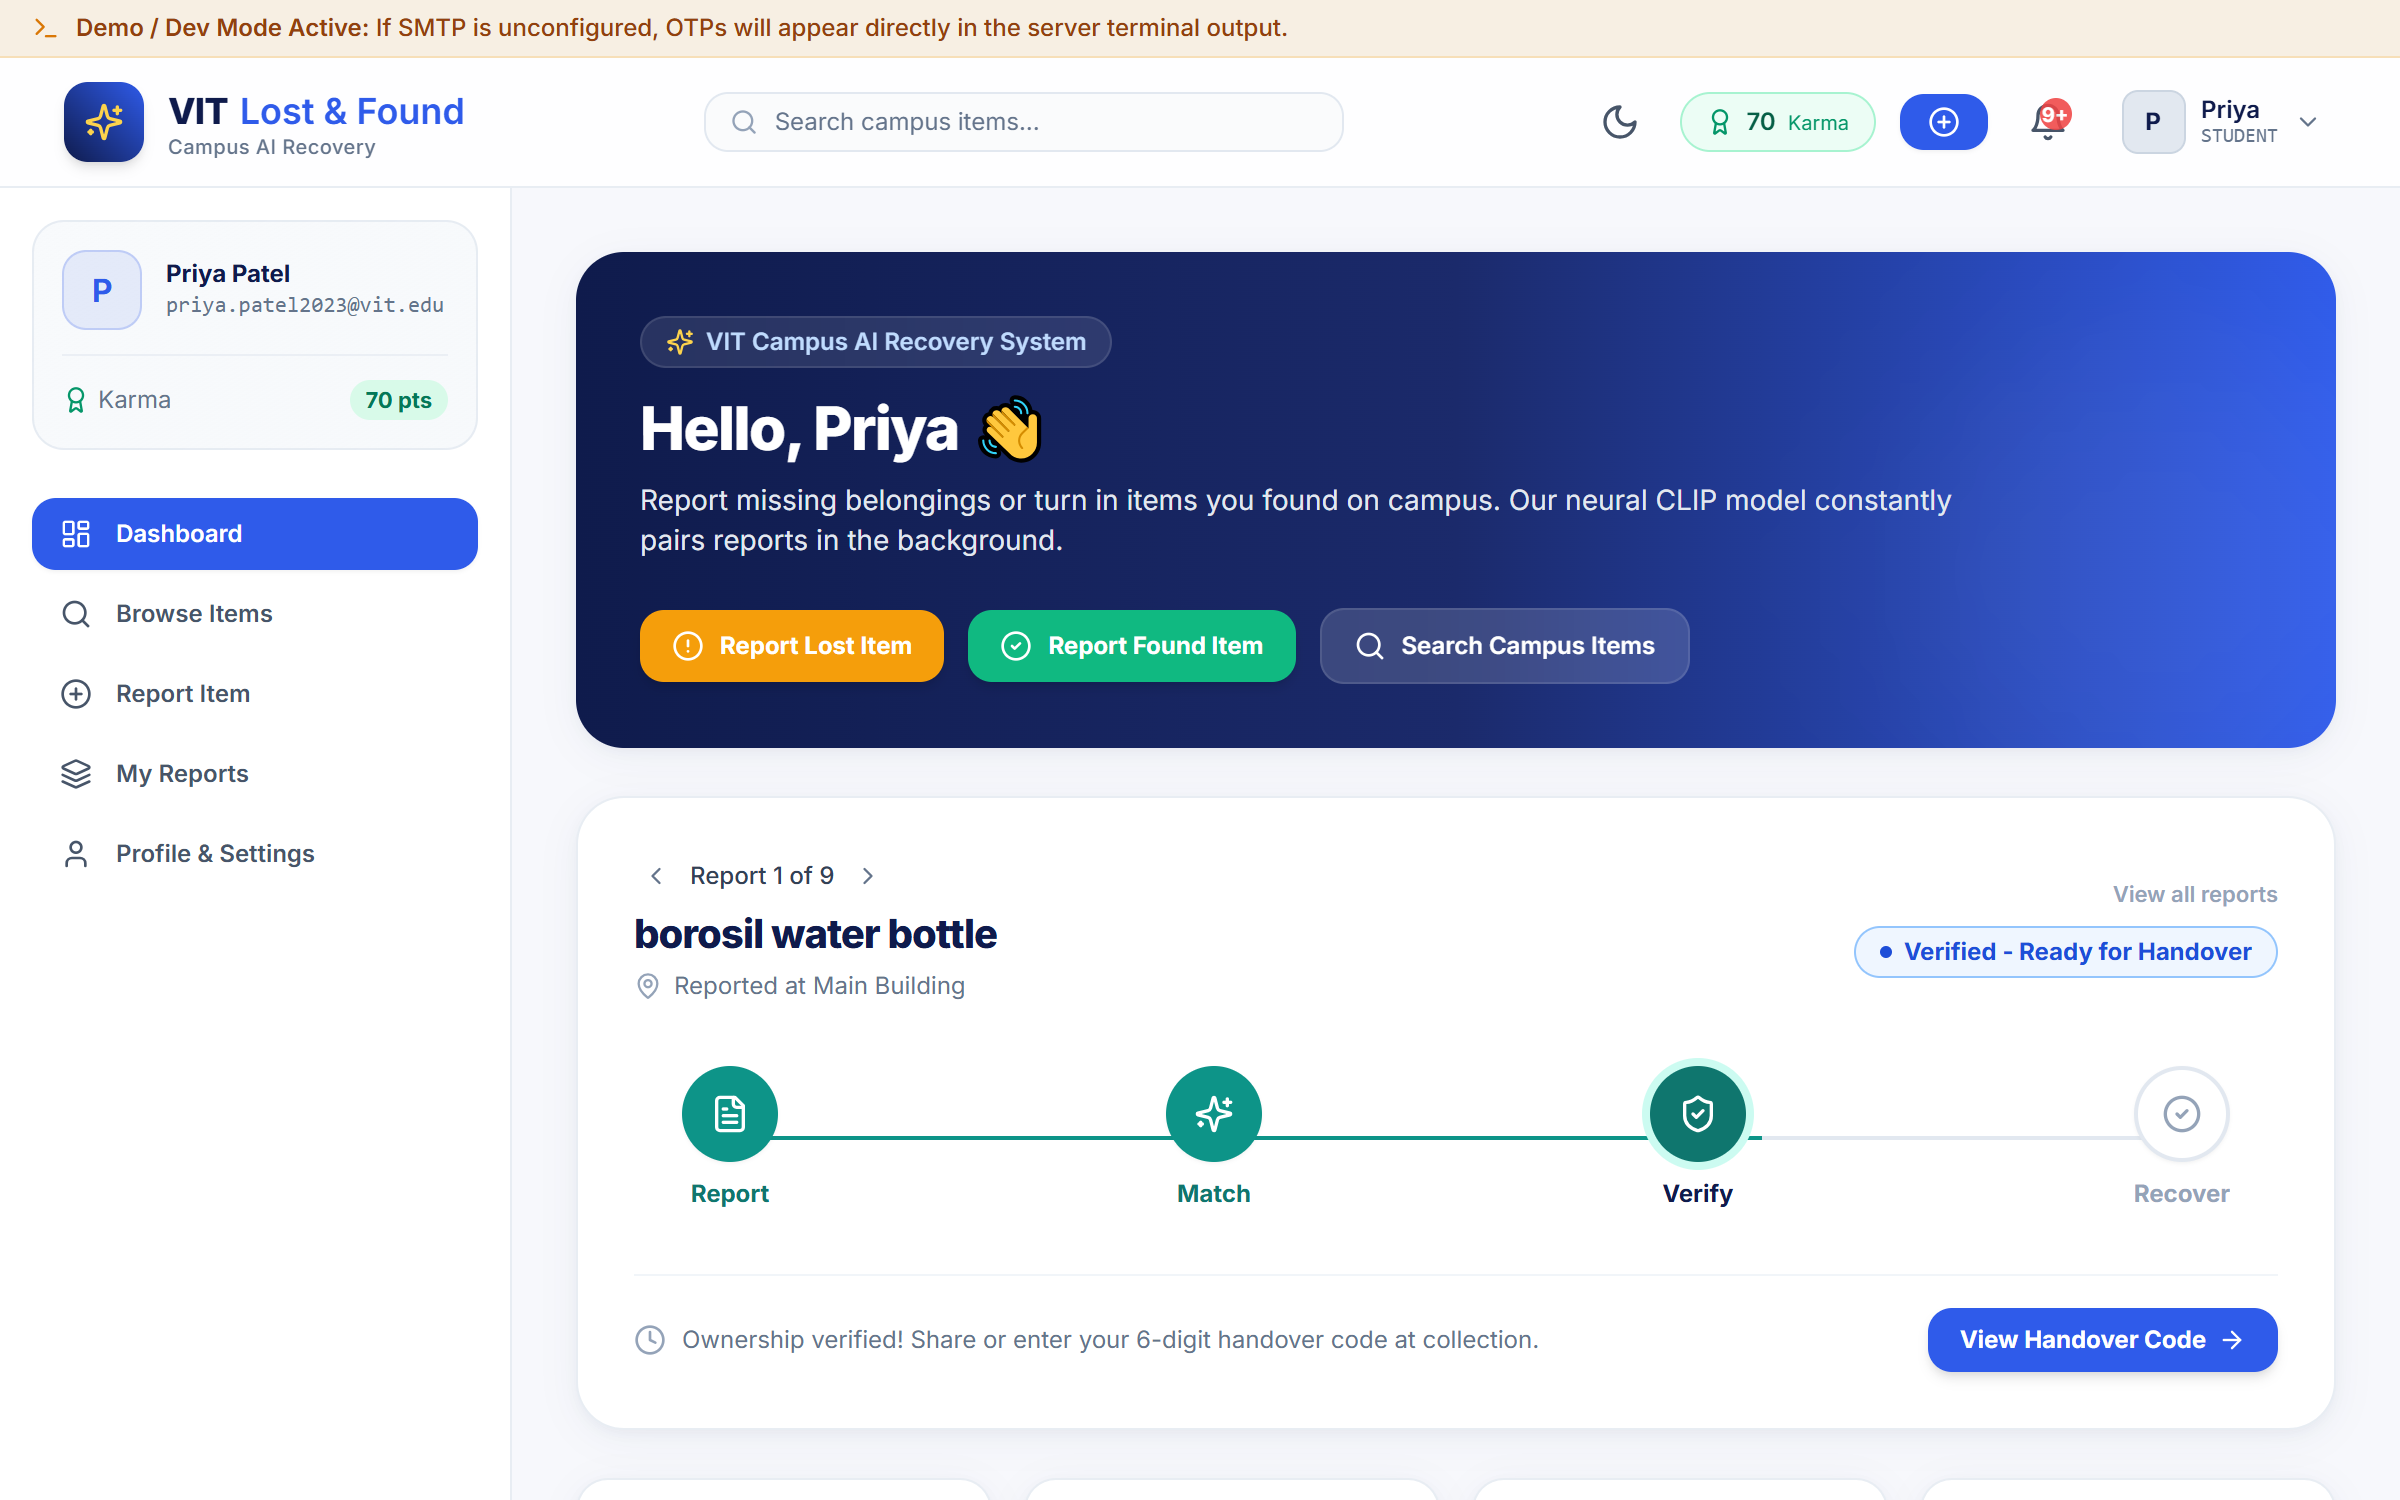 Demo / Dev Mode Active: If SMTP is unconfigured, OTPs will appear directly in the server terminal output.
VIT Lost & Found
Campus AI Recovery
Search campus items...
70 Karma
9+
P
Priya
STUDENT
P
Priya Patel
priya.patel2023@vit.edu
Karma
70 pts
Dashboard
Browse Items
Report Item
My Reports
Profile & Settings
VIT Campus AI Recovery System
Hello, Priya 👋
Report missing belongings or turn in items you found on campus. Our neural CLIP model constantly
pairs reports in the background.
Report Lost Item
Report Found Item
Search Campus Items
Report 1 of 9
View all reports
borosil water bottle
Verified - Ready for Handover
Reported at Main Building
Report
Match
Verify
Recover
Ownership verified! Share or enter your 6-digit handover code at collection.
View Handover Code